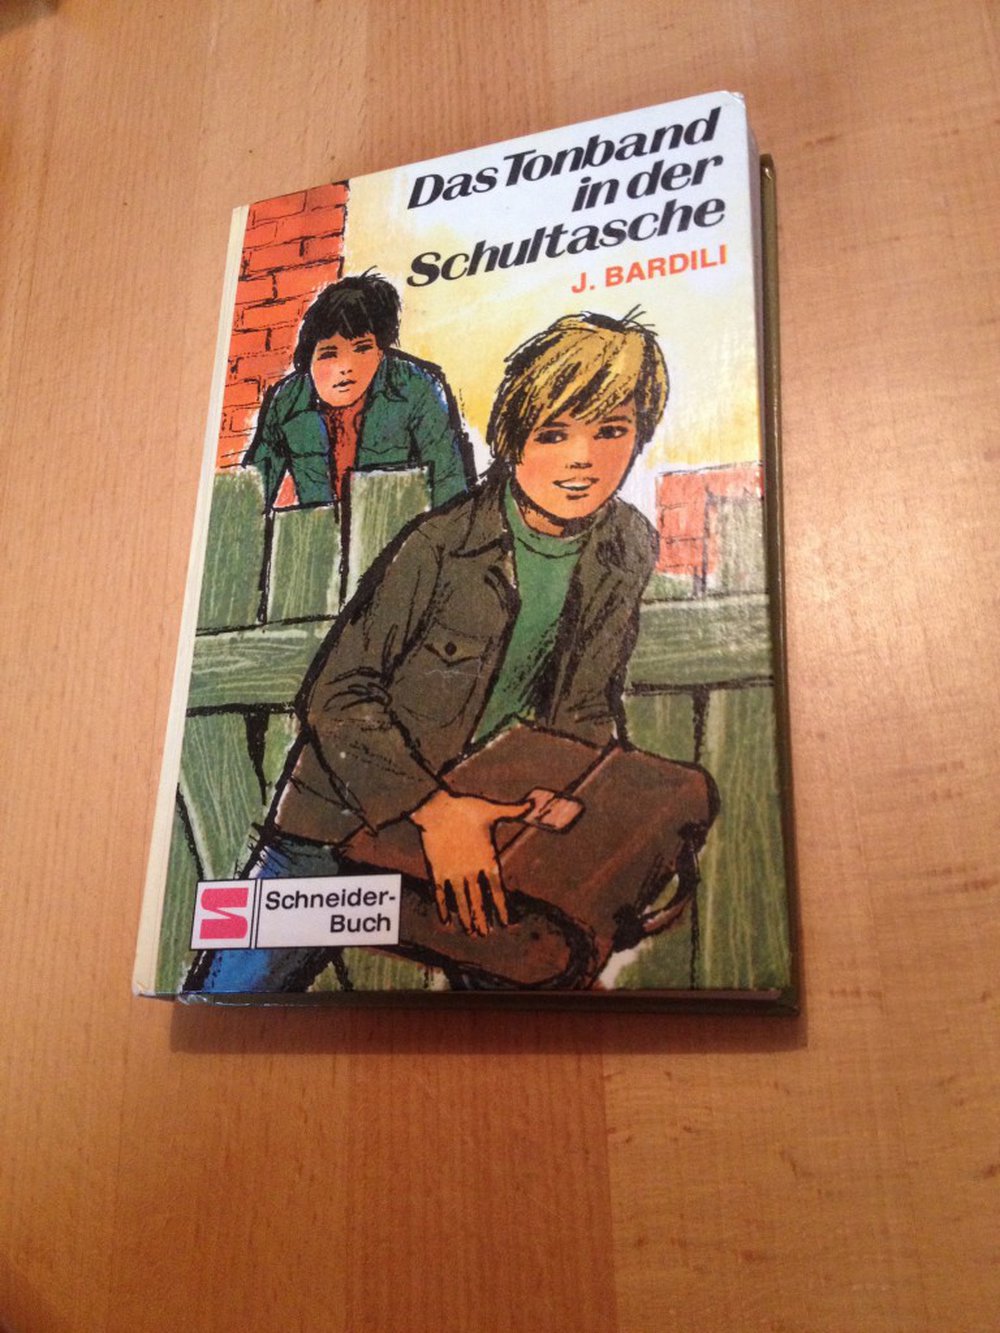 Das Tonband
in der
Schultasche
J. BARDILI
Schneider-
Buch